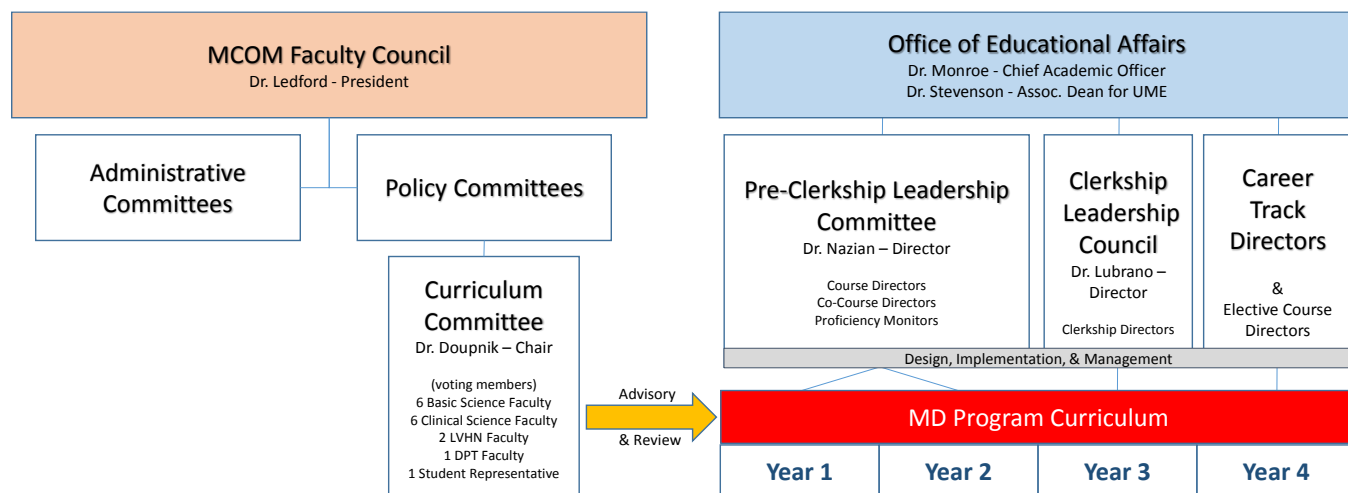 MCOM Faculty Council
Dr. Ledford - President
Administrative
Committees
Policy Committees
Curriculum
Committee
Dr. Doupnik – Chair
(voting members)
6 Basic Science Faculty
6 Clinical Science Faculty
2 LVHN Faculty
1 DPT Faculty
1 Student Representative
Advisory
& Review
Office of Educational Affairs
Dr. Monroe - Chief Academic Officer
Dr. Stevenson - Assoc. Dean for UME
Pre-Clerkship Leadership
Committee
Dr. Nazian – Director
Course Directors
Co-Course Directors
Proficiency Monitors
Clerkship
Leadership
Council
Dr. Lubrano –
Director
Clerkship Directors
Career
Track
Directors
&
Elective Course
Directors
Design, Implementation, & Management
MD Program Curriculum
Year 1
Year 2
Year 3
Year 4